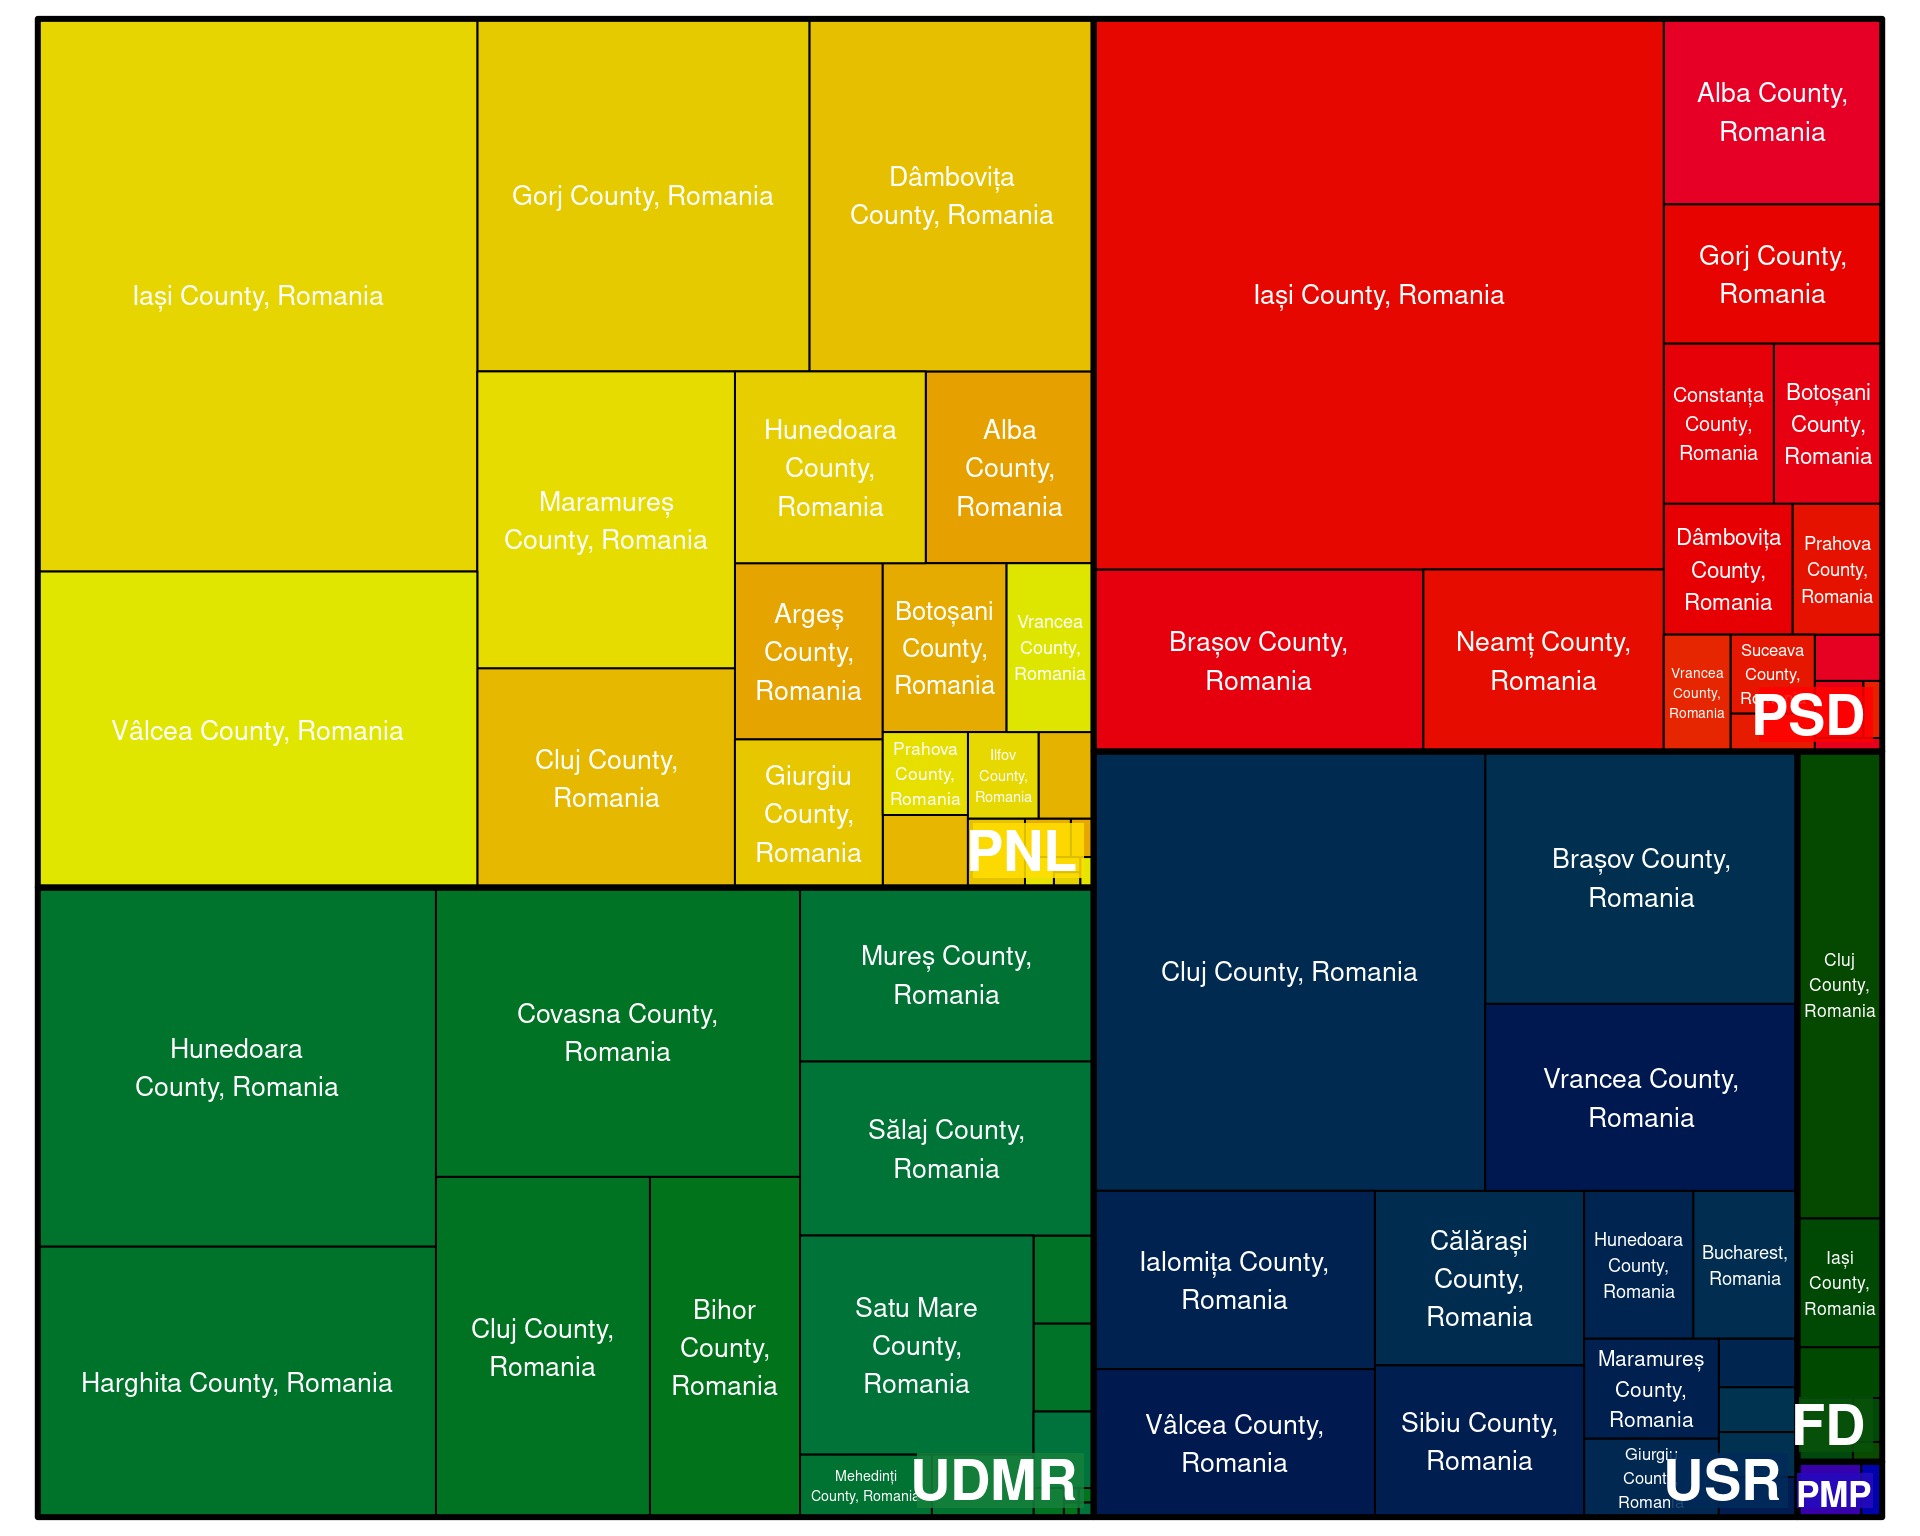 Iași County, Romania
Gorj County, Romania
Dâmbovița
County, Romania
Vâlcea County, Romania
Maramureș
County, Romania
Hunedoara
County,
Romania
Alba
County,
Romania
Cluj County,
Romania
Argeș
County,
Romania
Botoșani
County,
Romania
Vrancea
County,
Romania
Giurgiu
County,
Romania
Prahova
County,
Romania
Ilfov
County,
Romania
PNL
Iași County, Romania
Alba County,
Romania
Gorj County,
Romania
Constanța
County,
Romania
Botoșani
County,
Romania
Dâmbovița
County,
Romania
Prahova
County,
Romania
Brașov County,
Romania
Neamț County,
Romania
Vrancea
County,
Romania
Suceava
County,
PSD
Hunedoara
County, Romania
Harghita County, Romania
Covasna County,
Romania
Cluj County,
Romania
Bihor
County,
Romania
Mureș County,
Romania
Sălaj County,
Romania
Satu Mare
County,
Romania
Mehedinți
County, Romania
UDMR
Cluj County, Romania
Brașov County,
Romania
Vrancea County,
Romania
Ialomița County,
Romania
Vâlcea County,
Romania
Călărași
County,
Romania
Sibiu County,
Romania
Hunedoara
County,
Romania
Bucharest,
Romania
Maramureș
County,
Romania
Giurgiu
County,
Romania
USR
Cluj
County,
Romania
Iași
County,
Romania
FD
PMP